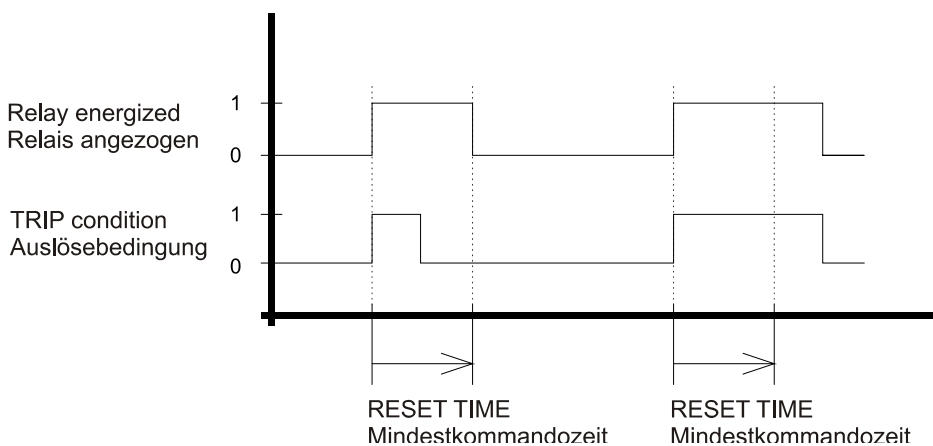 Relay energized
Relais angezogen
1
0
TRIP condition
Auslösebedingung
1
0
RESET TIME
Mindestkommandozeit
RESET TIME
Mindestkommandozeit